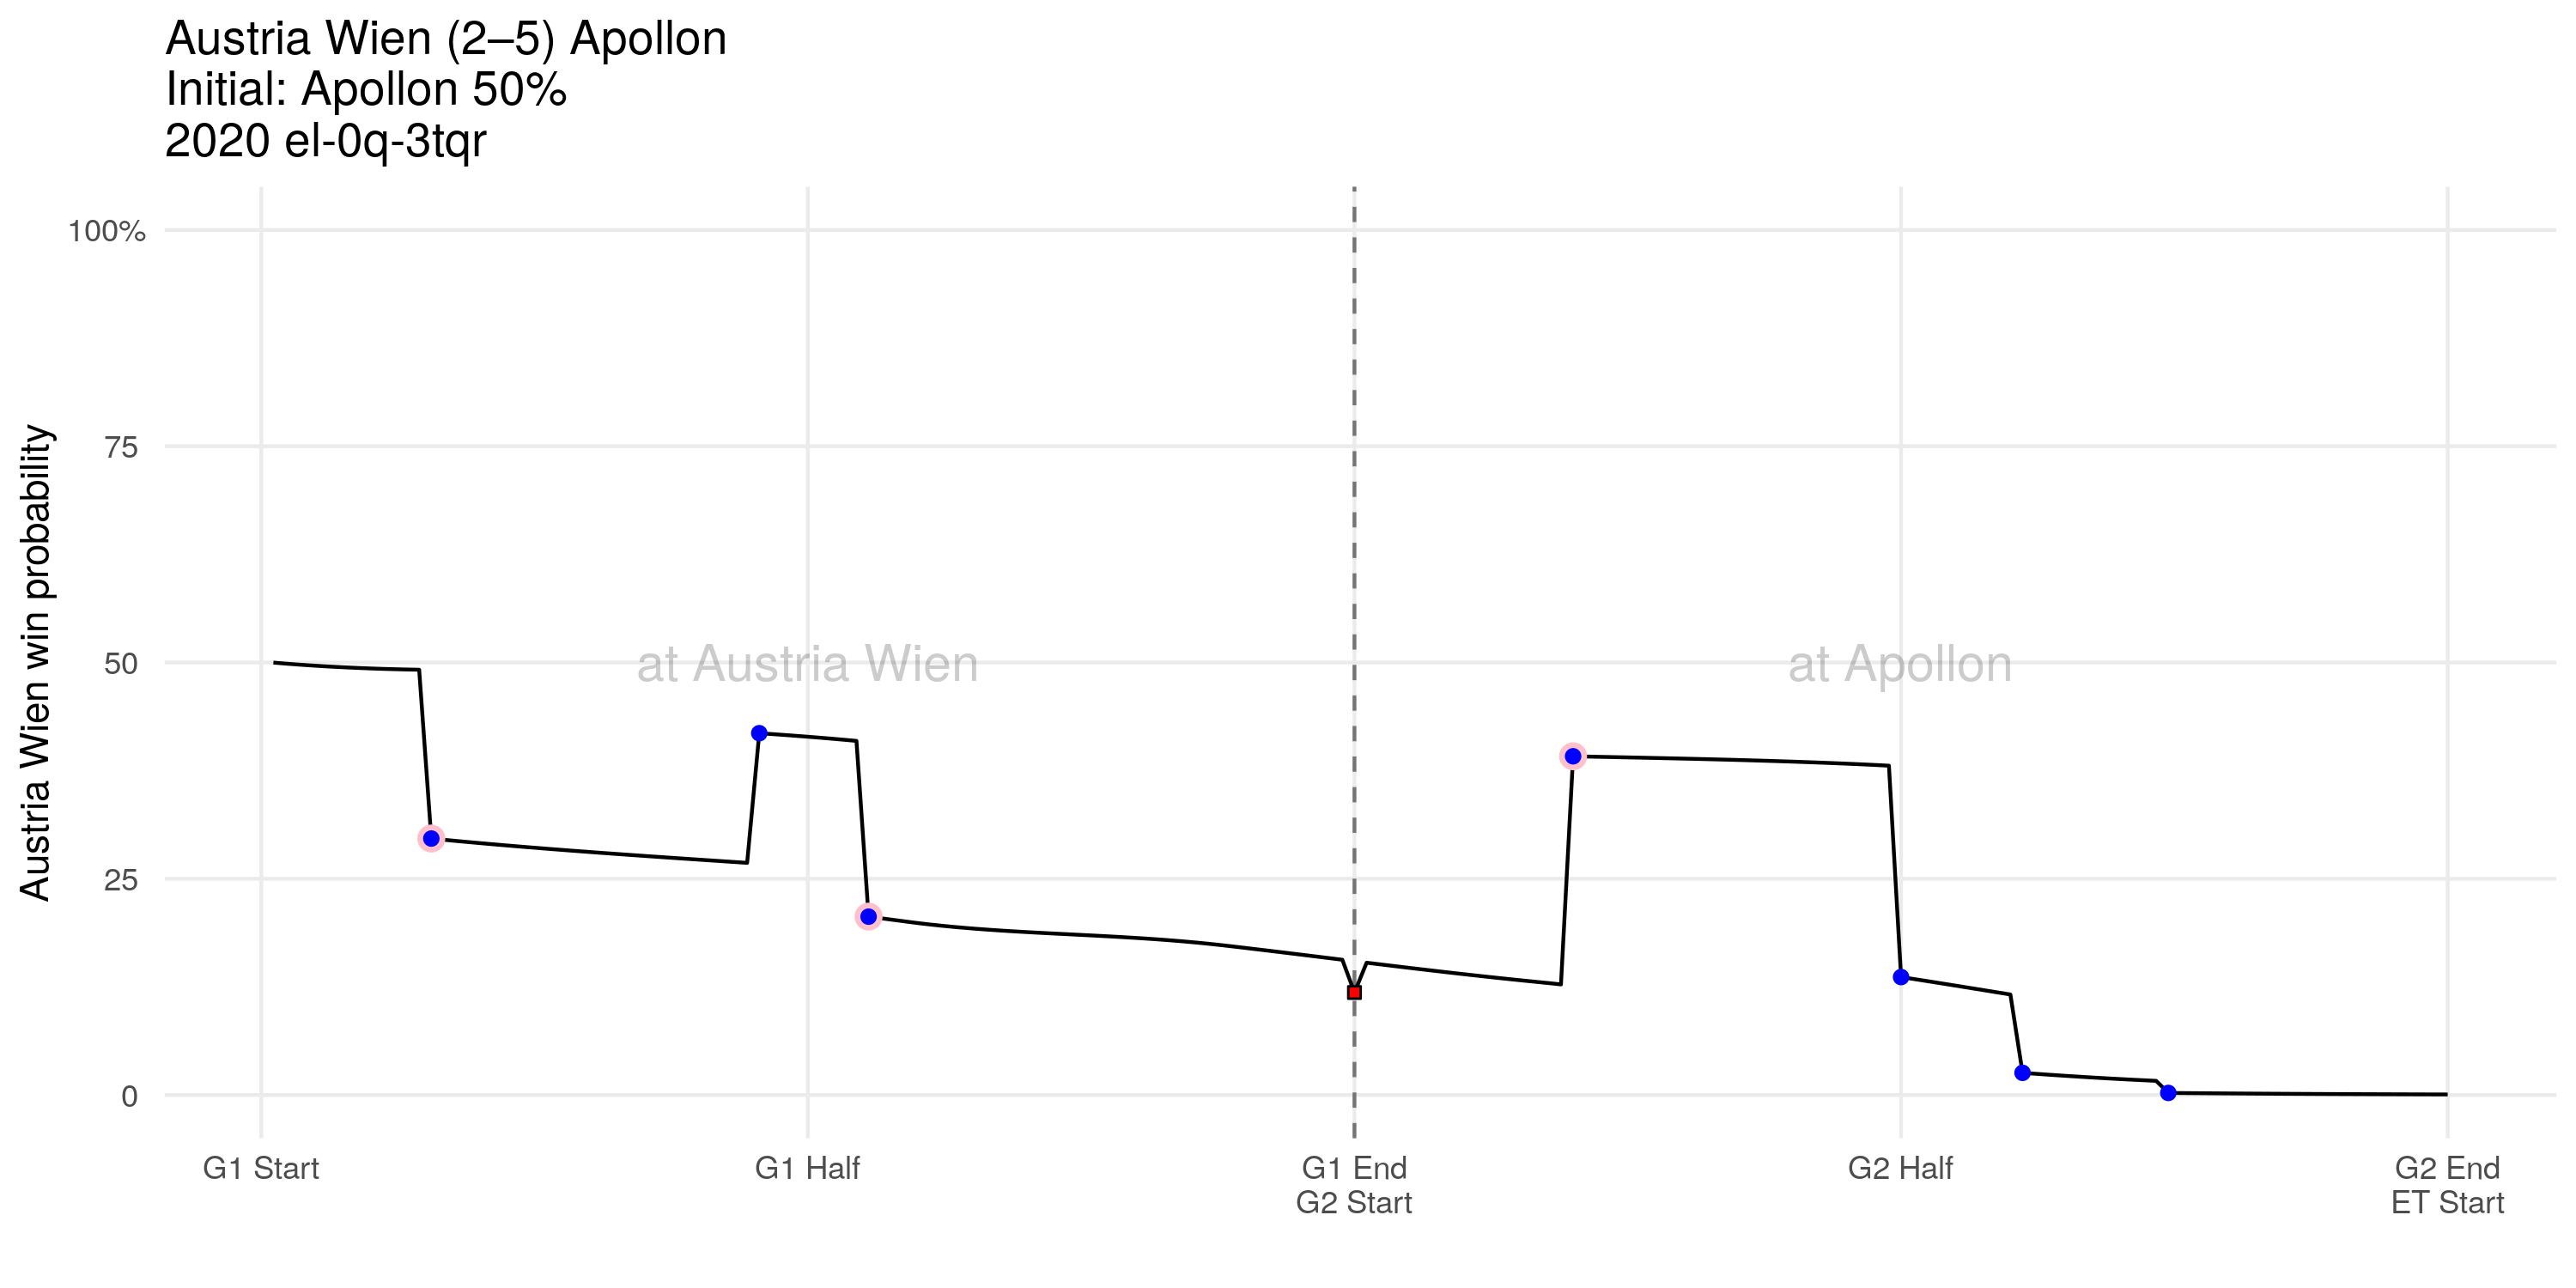 Austria Wien (2–5) Apollon
Initial: Apollon 50%
2020 el-0q-3tqr
Austria Wien win probability
100%
75
50
25
0
at Austria Wien
at Apollon
G1 Start
G1 Half
G1 End
G2 Start
G2 Half
G2 End
ET Start